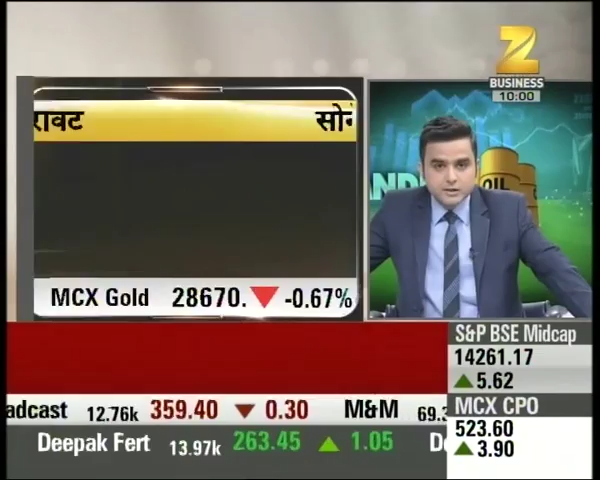 Z
BUSINESS
10:00
रावट सोने
MCX Gold 28670. ▼ -0.67%
OIL
S&P BSE Midcap
14261.17
▲ 5.62
MCX CPO
523.60
▲ 3.90
adcast 12.76k 359.40 ▼ 0.30 M&M 69.3
Deepak Fert 13.97k 263.45 ▲ 1.05 De